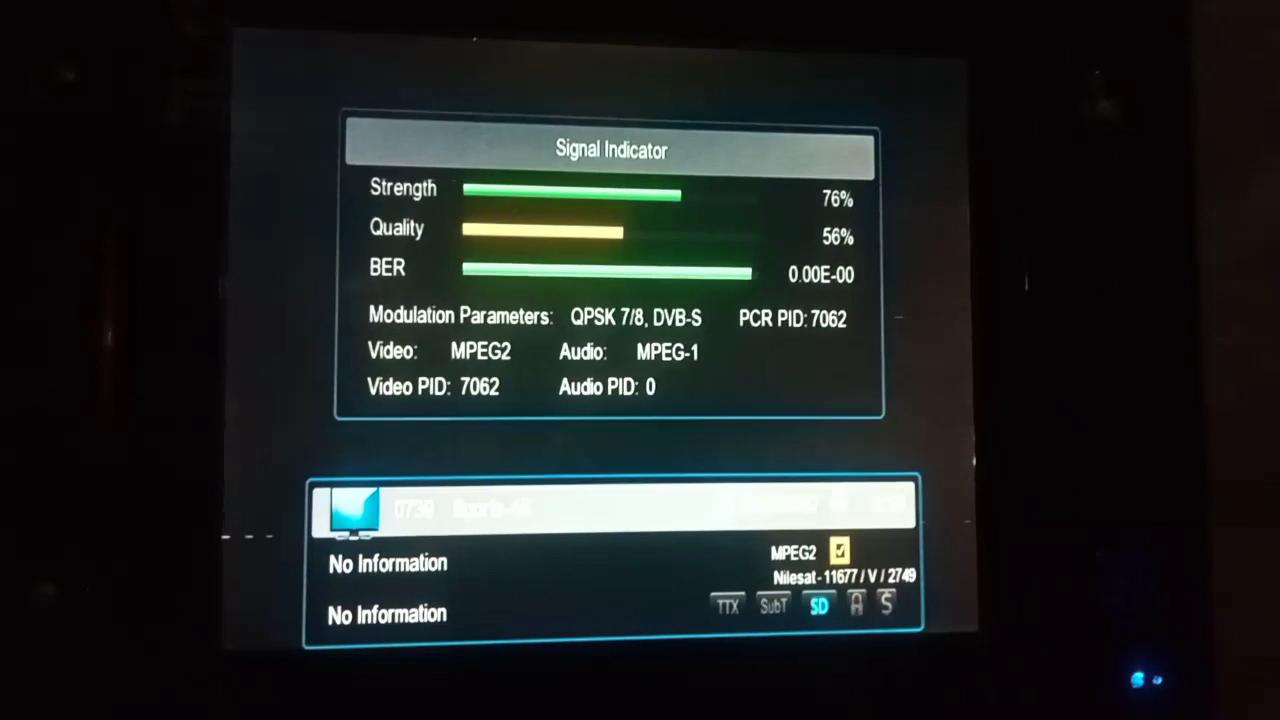 Signal Indicator
Strength 76%
Quality 56%
BER 0.00E-00
Modulation Parameters: QPSK 7/8, DVB-S PCR PID: 7062
Video: MPEG2 Audio: MPEG-1
Video PID: 7062 Audio PID: 0
0739
No Information MPEG2
Nilesat - 11677 / V / 2749
No Information TTX SubT SD A $